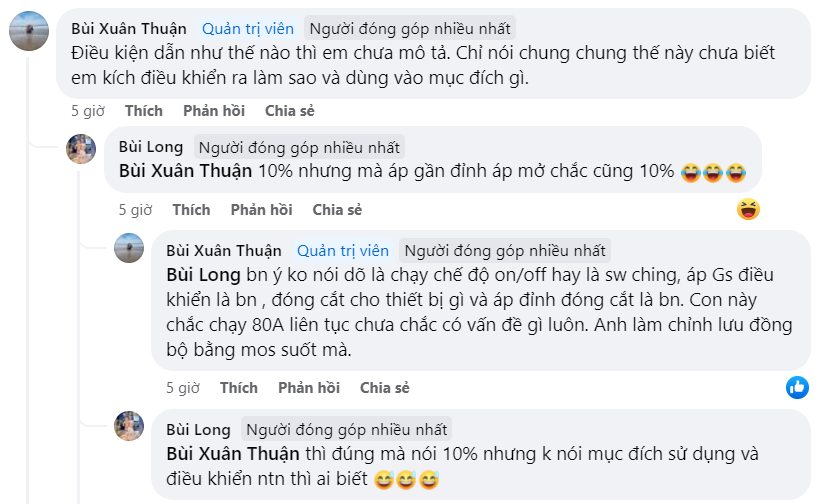 Bùi Xuân Thuận Quản trị viên Người đóng góp nhiều nhất
Điều kiện dẫn như thế nào thì em chưa mô tả. Chỉ nói chung chung thế này chưa biết
em kích điều khiển ra làm sao và dùng vào mục đích gì.
5 giờ Thích Phản hồi Chia sẻ
Bùi Long Người đóng góp nhiều nhất
Bùi Xuân Thuận 10% nhưng mà áp gần đỉnh áp mở chắc cũng 10% 😂😂😂
5 giờ Thích Phản hồi Chia sẻ
Bùi Xuân Thuận Quản trị viên Người đóng góp nhiều nhất
Bùi Long bn ý ko nói dõ là chạy chế độ on/off hay là sw ching, áp Gs điều
khiển là bn , đóng cắt cho thiết bị gì và áp đỉnh đóng cắt là bn. Con này
chắc chạy 80A liên tục chưa chắc có vấn đề gì luôn. Anh làm chỉnh lưu đồng
bộ bằng mos suốt mà.
5 giờ Thích Phản hồi Chia sẻ
Bùi Long Người đóng góp nhiều nhất
Bùi Xuân Thuận thì đúng mà nói 10% nhưng k nói mục đích sử dụng và
điều khiển ntn thì ai biết 😅😅😅